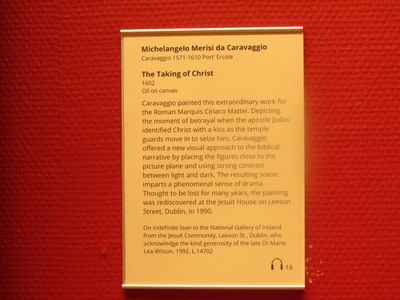 Michelangelo Merisi da Caravaggio
Caravaggio 1571-1610 Port' Ercole
The Taking of Christ
1602
Oil on canvas
Caravaggio painted this extraordinary work for
the Roman Marquis Ciriaco Mattei. Depicting
the moment of betrayal when the apostle Judas
identified Christ with a kiss as the temple
guards move in to seize him, Caravaggio
offered a new visual approach to the biblical
narrative by placing the figures close to the
picture plane and using strong contrast
between light and dark. The resulting scene
imparts a phenomenal sense of drama.
Thought to be lost for many years, the painting
was rediscovered at the Jesuit House on Leeson
Street, Dublin, in 1990.
On indefinite loan to the National Gallery of Ireland
from the Jesuit Community, Leeson St., Dublin, who
acknowledge the kind generosity of the late Dr Marie
Lea-Wilson, 1992, L.14702
16